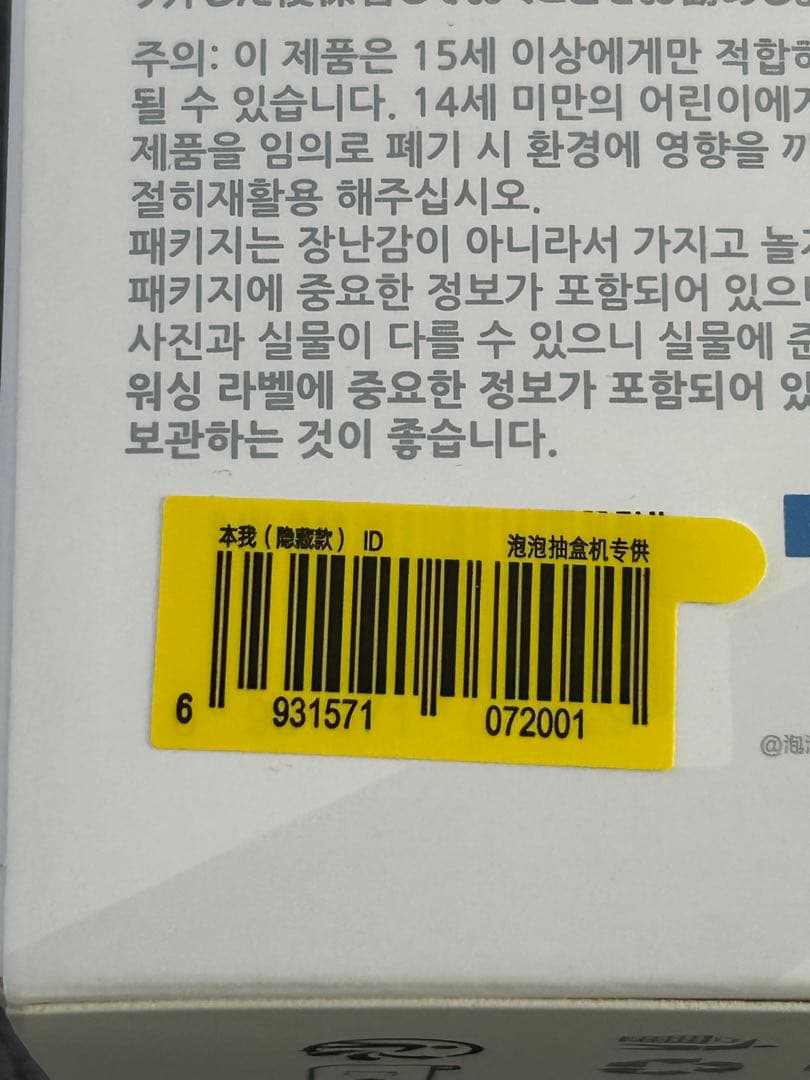 주의: 이 제품은 15세 이상에게만 적합
될 수 있습니다. 14세 미만의 어린이에게
제품을 임의로 폐기 시 환경에 영향을 끼
절히재활용 해주십시오.
패키지는 장난감이 아니라서 가지고 놀
패키지에 중요한 정보가 포함되어 있으
사진과 실물이 다를 수 있으니 실물에 준
워싱 라벨에 중요한 정보가 포함되어 있
보관하는 것이 좋습니다.
本我（隐藏款） ID 泡泡抽盒机专供
6 931571 072001
@泡